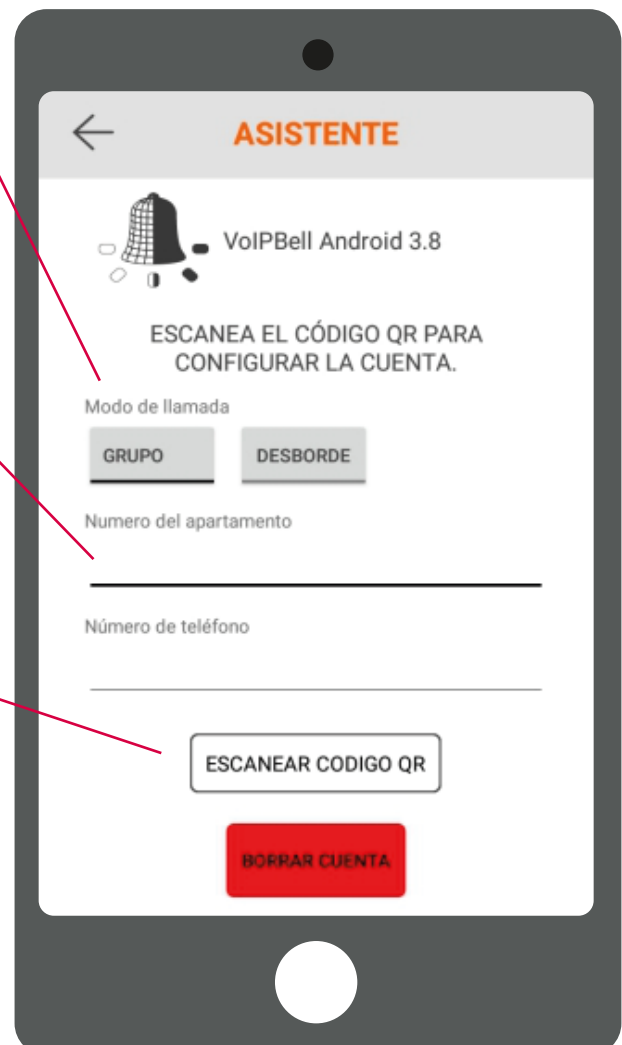 ASISTENTE
VoIPBell Android 3.8
ESCANEA EL CÓDIGO QR PARA
CONFIGURAR LA CUENTA.
Modo de llamada
GRUPO DESBORDE
Numero del apartamento
Número de teléfono
ESCANEAR CODIGO QR
BORRAR CUENTA